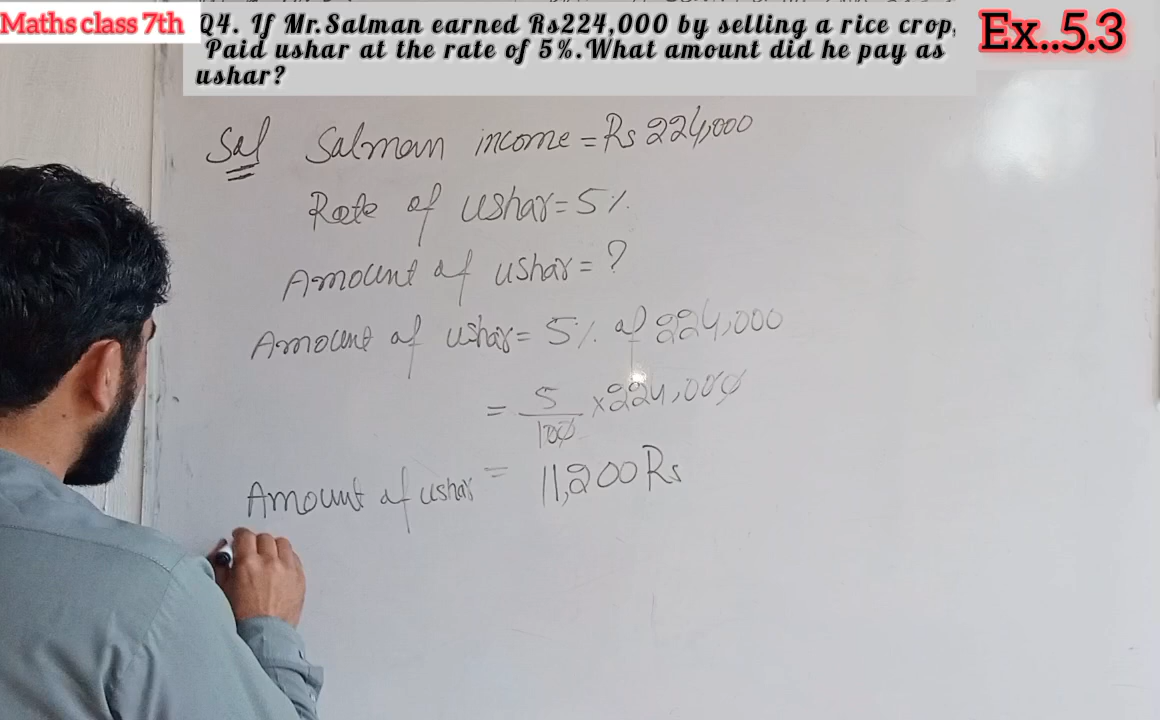 Maths class 7th
Q4. If Mr.Salman earned Rs224,000 by selling a rice crop,
Paid ushar at the rate of 5%.What amount did he pay as
ushar?
Ex..5.3
Sol Salman income = Rs 224,000
Rate of ushar = 5%.
Amount of ushar = ?
Amount of ushar = 5% of 224,000
= 5/100 × 224,000
Amount of ushar = 11,200 Rs